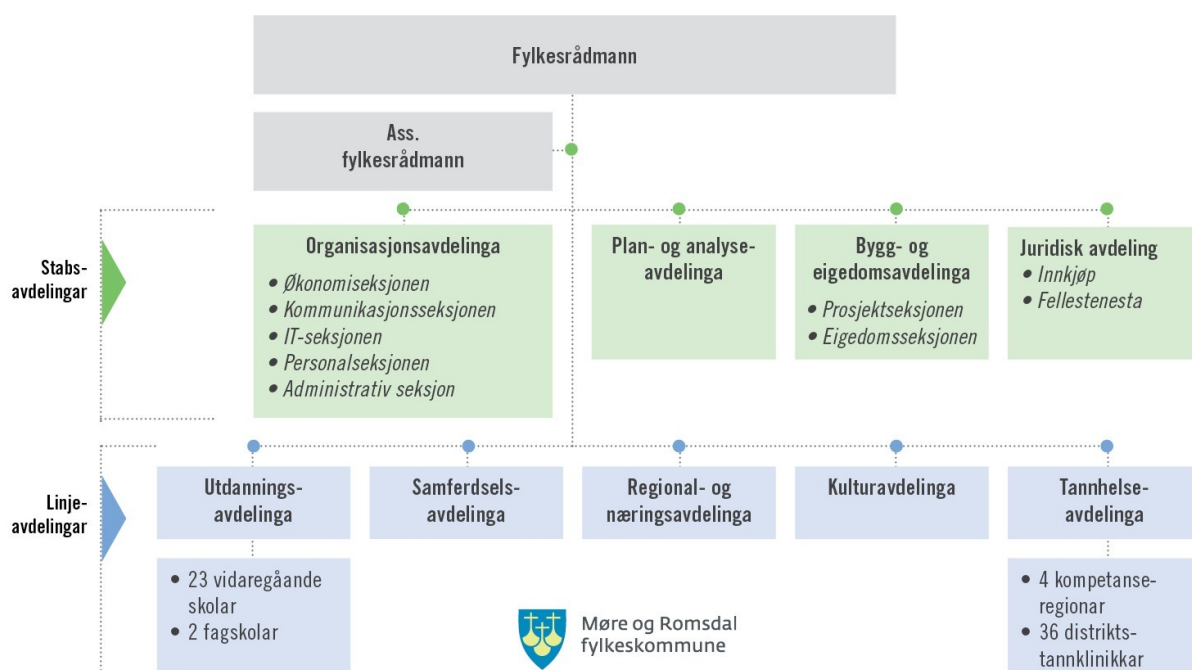 Fylkesrådmann
Ass.
fylkesrådmann
Stabs-
avdelingar
Organisasjonsavdelinga
• Økonomiseksjonen
• Kommunikasjonsseksjonen
• IT-seksjonen
• Personalseksjonen
• Administrativ seksjon
Plan- og analyse-
avdelinga
Bygg- og
eigedomsavdelinga
• Prosjektseksjonen
• Eigedomsseksjonen
Juridisk avdeling
• Innkjøp
• Fellestenesta
Linje-
avdelingar
Utdannings-
avdelinga
Samferdsels-
avdelinga
Regional- og
næringsavdelinga
Kulturavdelinga
Tannhelse-
avdelinga
• 23 vidaregåande
skolar
• 2 fagskolar
• 4 kompetanse-
regionar
• 36 distrikts-
tannklinikkar
Møre og Romsdal
fylkeskommune